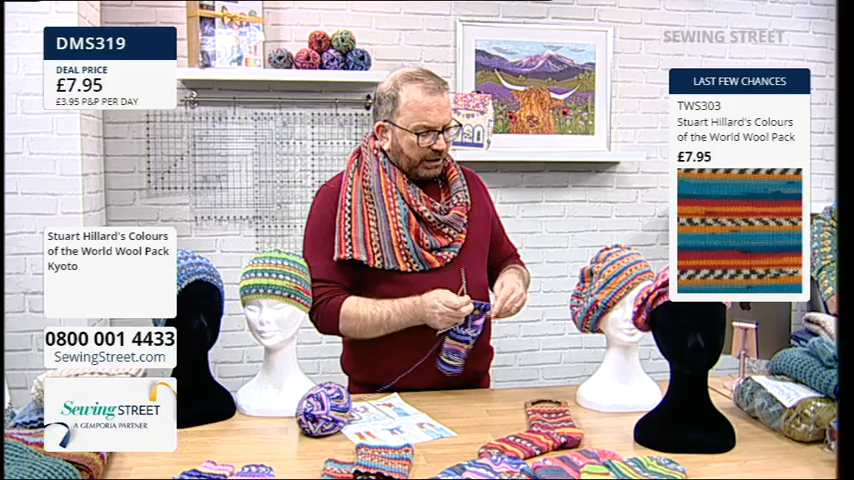 DMS319
DEAL PRICE
£7.95
£3.95 P&P PER DAY
SEWING STREET
LAST FEW CHANCES
TWS303
Stuart Hillard's Colours
of the World Wool Pack
£7.95
Stuart Hillard's Colours
of the World Wool Pack
Kyoto
0800 001 4433
SewingStreet.com
Sewing STREET
A GEMPORIA PARTNER